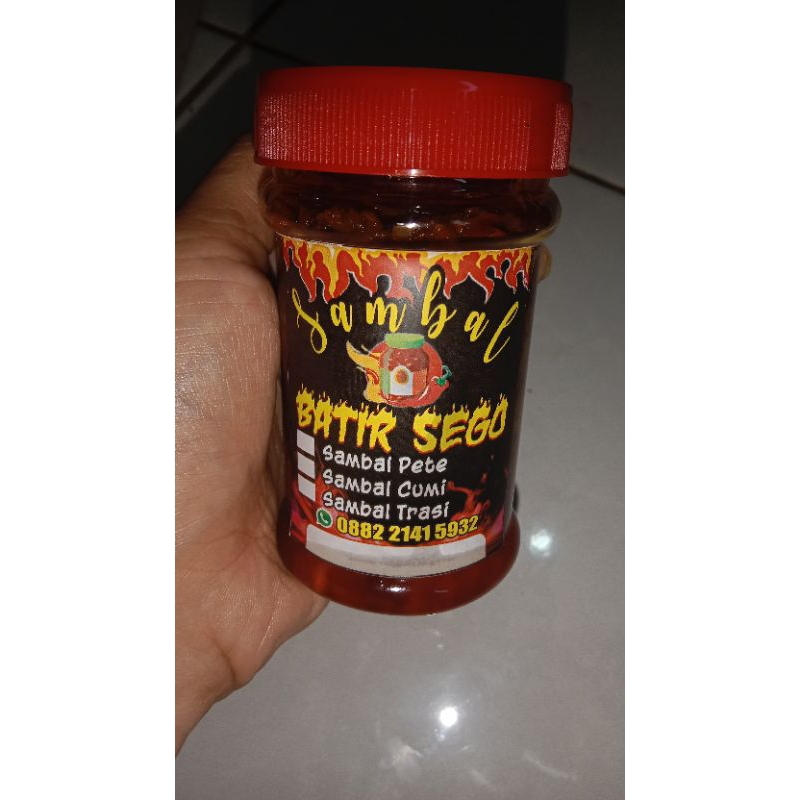 Sambal
BATIR SEGO
Sambal Pete
Sambal Cumi
Sambal Trasi
0882 2141 5932